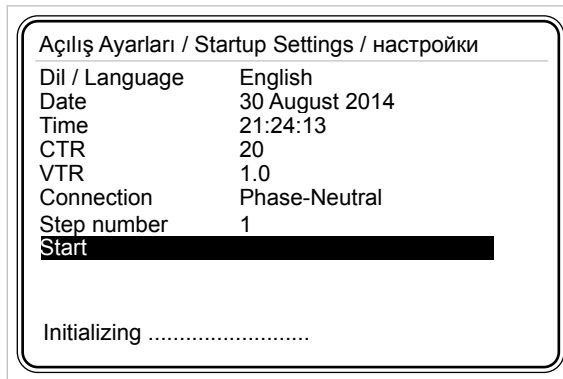 Açılış Ayarları / Startup Settings / настройки
Dil / Language English
Date 30 August 2014
Time 21:24:13
CTR 20
VTR 1.0
Connection Phase-Neutral
Step number 1
Start
Initializing ..........................